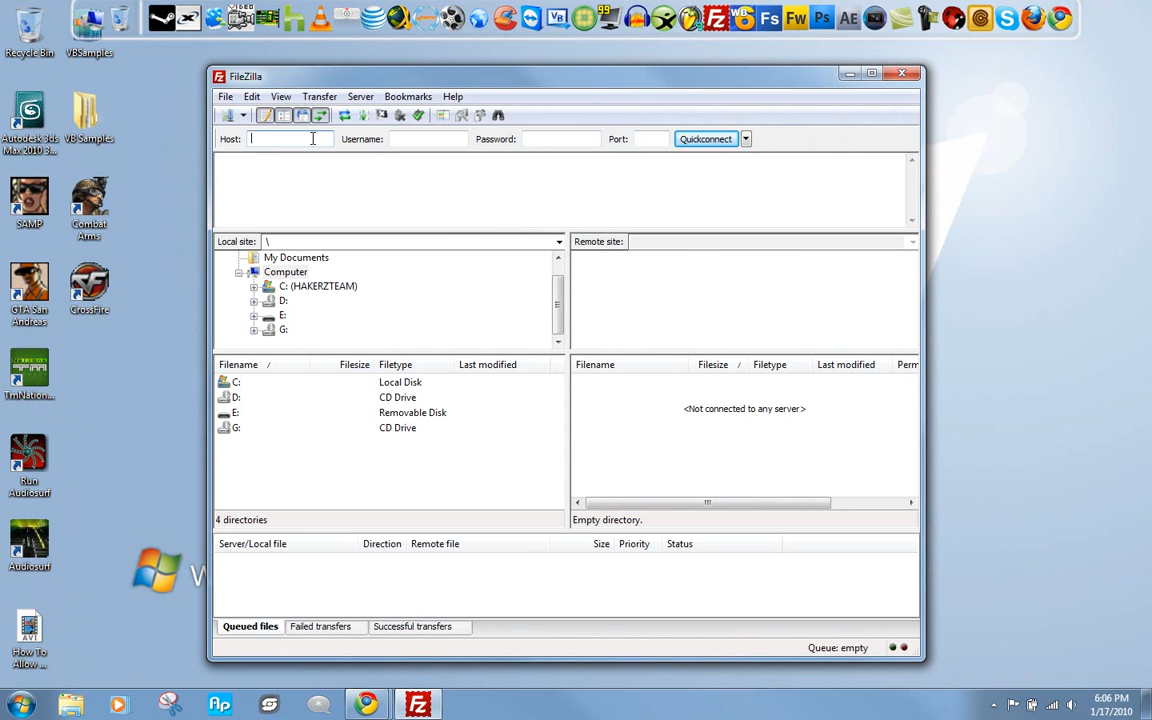 Recycle Bin
VBSamples
Autodesk 3ds
Max 2010 3...
VB Samples
SAMP
Combat
Arms
GTA San
Andreas
CrossFire
TmNation...
Run
Audiosurf
Audiosurf
How To
Allow ...
FileZilla
File Edit View Transfer Server Bookmarks Help
Host: Username: Password: Port: Quickconnect
Local site: \
Remote site:
My Documents
Computer
C: (HAKERZTEAM)
D:
E:
G:
Filename / Filesize Filetype Last modified
C: Local Disk
D: CD Drive
E: Removable Disk
G: CD Drive
4 directories
Filename Filesize / Filetype Last modified Perm
<Not connected to any server>
Empty directory.
Server/Local file Direction Remote file Size Priority Status
Queued files Failed transfers Successful transfers
Queue: empty
6:06 PM
1/17/2010